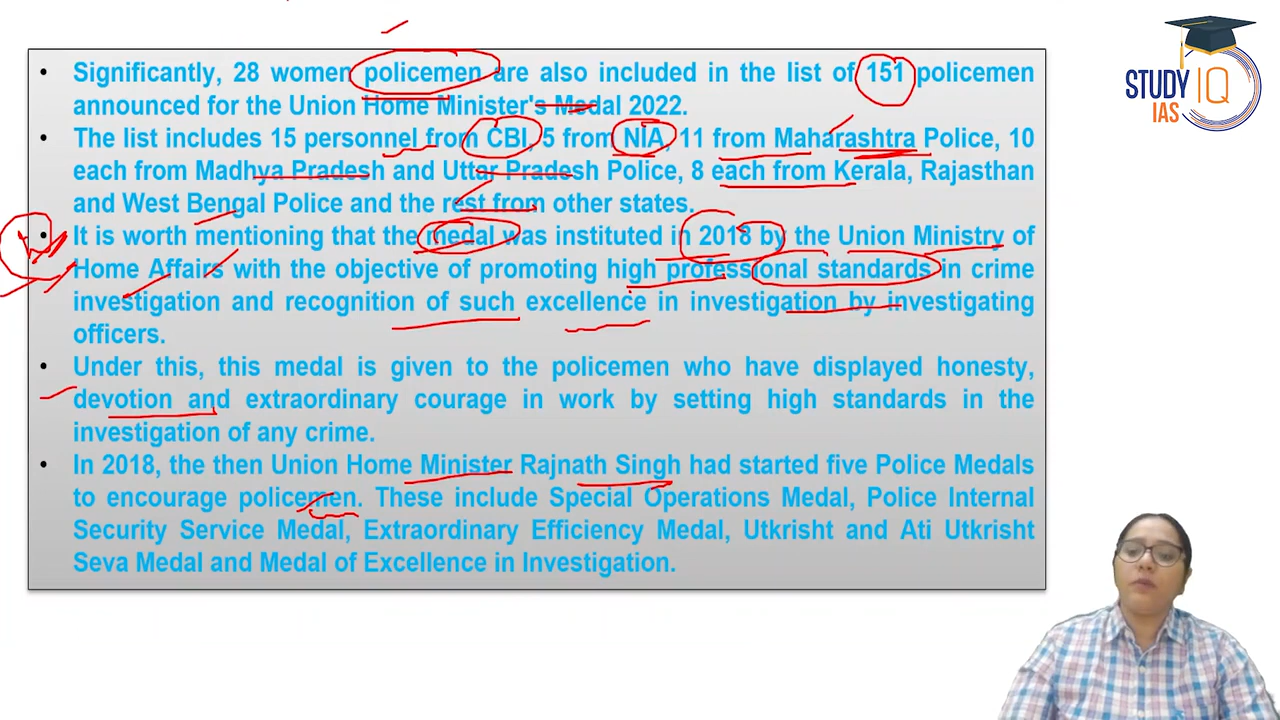 • Significantly, 28 women policemen are also included in the list of 151 policemen
announced for the Union Home Minister's Medal 2022.
• The list includes 15 personnel from CBI, 5 from NIA, 11 from Maharashtra Police, 10
each from Madhya Pradesh and Uttar Pradesh Police, 8 each from Kerala, Rajasthan
and West Bengal Police and the rest from other states.
• It is worth mentioning that the medal was instituted in 2018 by the Union Ministry of
Home Affairs with the objective of promoting high professional standards in crime
investigation and recognition of such excellence in investigation by investigating
officers.
• Under this, this medal is given to the policemen who have displayed honesty,
devotion and extraordinary courage in work by setting high standards in the
investigation of any crime.
• In 2018, the then Union Home Minister Rajnath Singh had started five Police Medals
to encourage policemen. These include Special Operations Medal, Police Internal
Security Service Medal, Extraordinary Efficiency Medal, Utkrisht and Ati Utkrisht
Seva Medal and Medal of Excellence in Investigation.
STUDY IQ
IAS